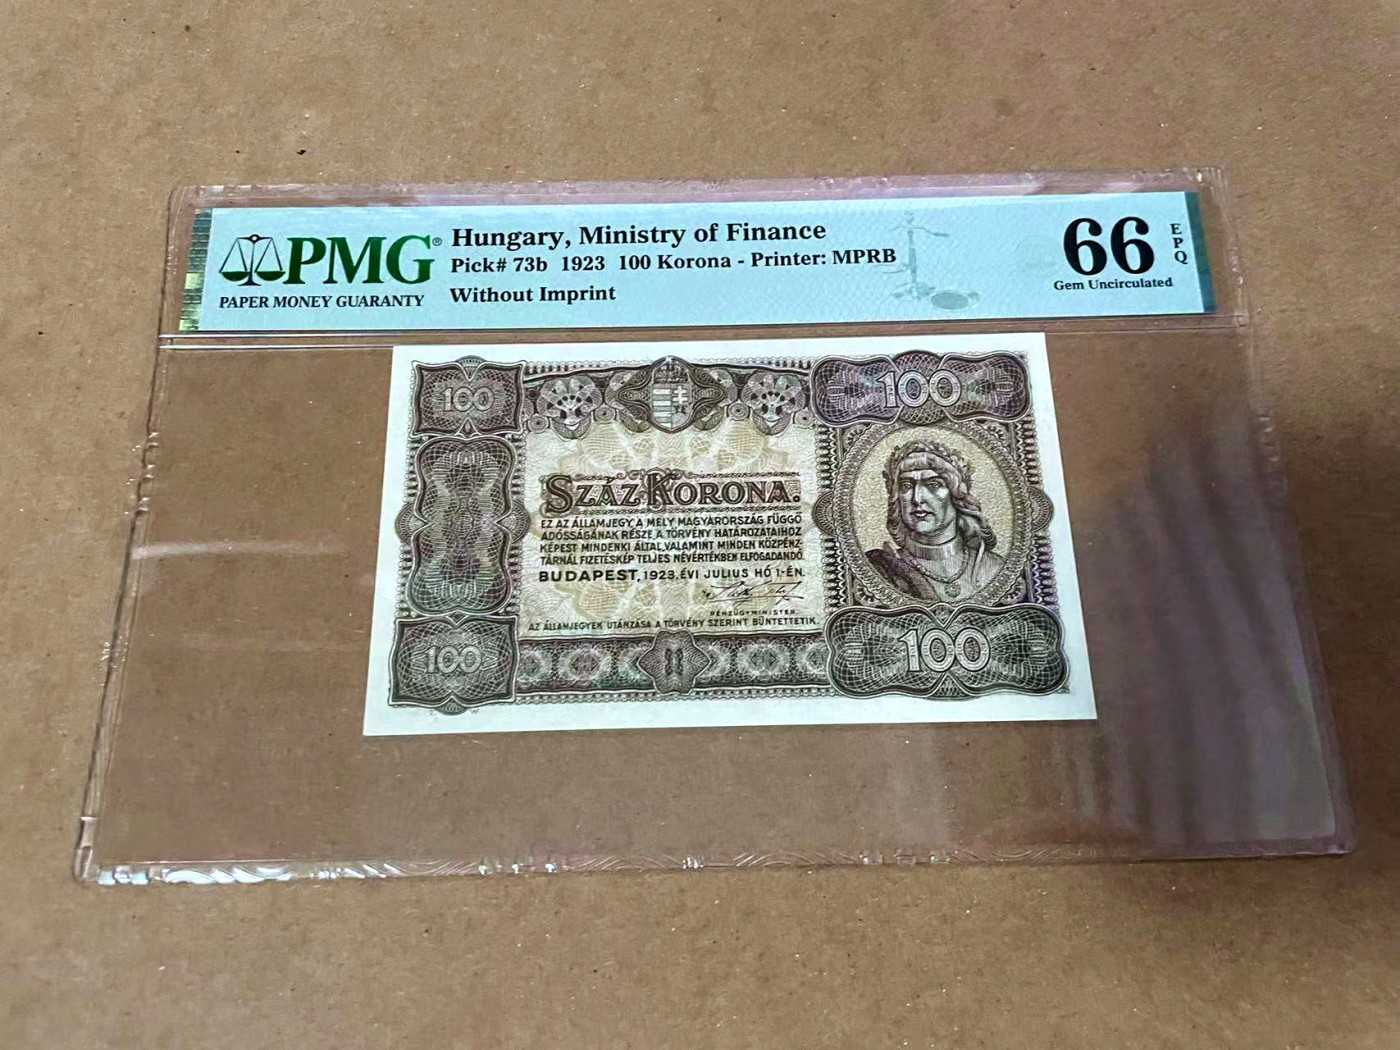 PMG®
PAPER MONEY GUARANTY
Hungary, Ministry of Finance
Pick# 73b 1923 100 Korona - Printer: MPRB
Without Imprint
66
EPQ
Gem Uncirculated
100
100
SZÁZ KORONA.
EZ AZ ÁLLAMJEGY, A MELY MAGYARORSZÁG FÜGGŐ
ADÓSSÁGÁNAK RÉSZE, A TÖRVÉNY HATÁROZATAIHOZ
KÉPEST MINDENKI ÁLTAL, VALAMINT MINDEN KÖZPÉNZ-
TÁRNÁL FIZETÉSKÉP TELJES NÉVÉRTÉKBEN ELFOGADANDÓ.
BUDAPEST, 1923. ÉVI JULIUS HÓ 1-ÉN.
PÉNZÜGYMINISTER.
AZ ÁLLAMJEGYEK UTÁNZÁSA A TÖRVÉNY SZERINT BÜNTETTETIK.
100
100